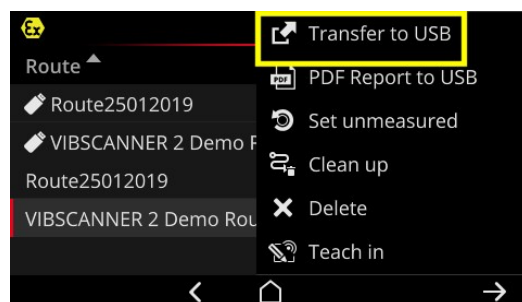 Ex
Route
Route25012019
VIBSCANNER 2 Demo R
Route25012019
VIBSCANNER 2 Demo Rou
Transfer to USB
PDF
PDF Report to USB
Set unmeasured
Clean up
Delete
Teach in